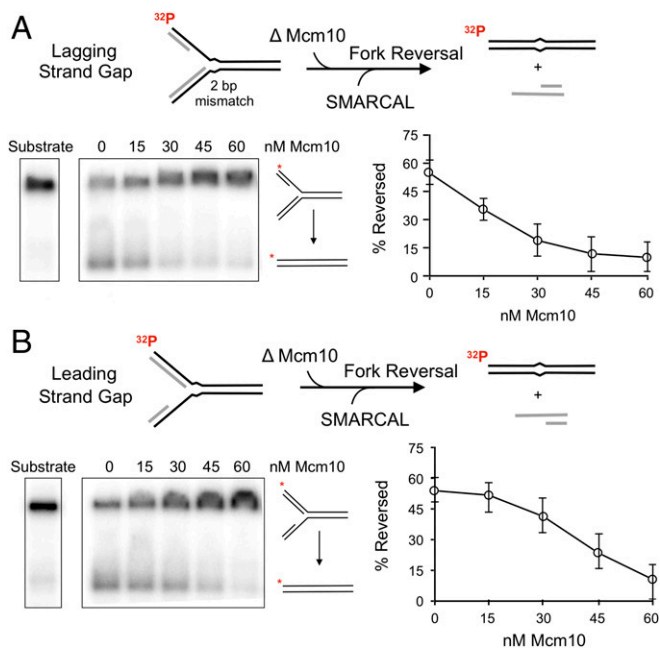 A
Lagging
Strand Gap
32P
2 bp
mismatch
Δ Mcm10
Fork Reversal
SMARCAL
32P
+
Substrate
0 15 30 45 60 nM Mcm10
*
*
% Reversed
75
60
45
30
15
0
0 15 30 45 60
nM Mcm10
B
Leading
Strand Gap
32P
Δ Mcm10
Fork Reversal
SMARCAL
32P
+
Substrate
0 15 30 45 60 nM Mcm10
*
*
% Reversed
75
60
45
30
15
0
0 15 30 45 60
nM Mcm10